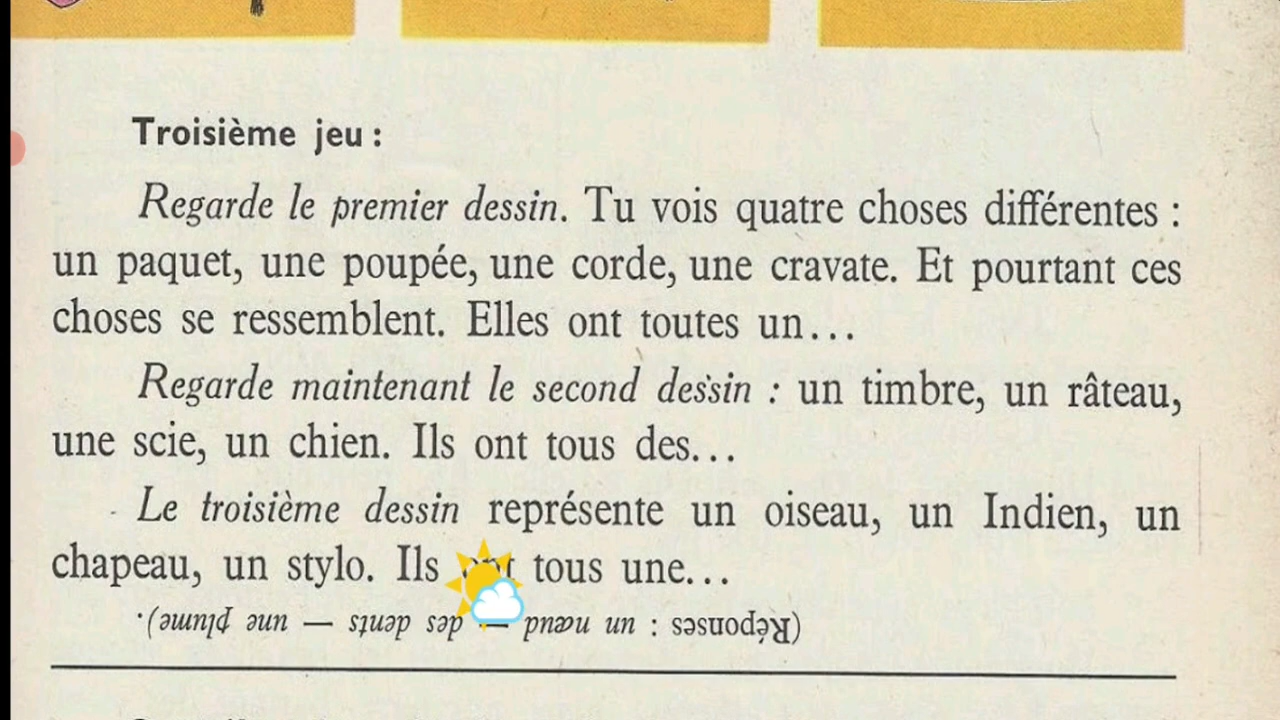 Troisième jeu :
Regarde le premier dessin. Tu vois quatre choses différentes :
un paquet, une poupée, une corde, une cravate. Et pourtant ces
choses se ressemblent. Elles ont toutes un...
Regarde maintenant le second dessin : un timbre, un râteau,
une scie, un chien. Ils ont tous des...
Le troisième dessin représente un oiseau, un Indien, un
chapeau, un stylo. Ils ont tous une...
(Réponses : un nœud — des dents — une plume).